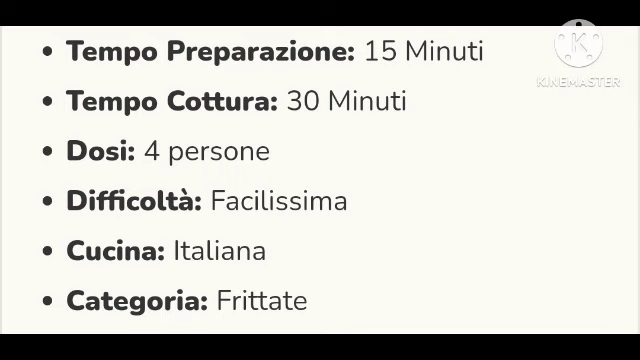 • Tempo Preparazione: 15 Minuti
• Tempo Cottura: 30 Minuti
• Dosi: 4 persone
• Difficoltà: Facilissima
• Cucina: Italiana
• Categoria: Frittate
K
KINEMASTER